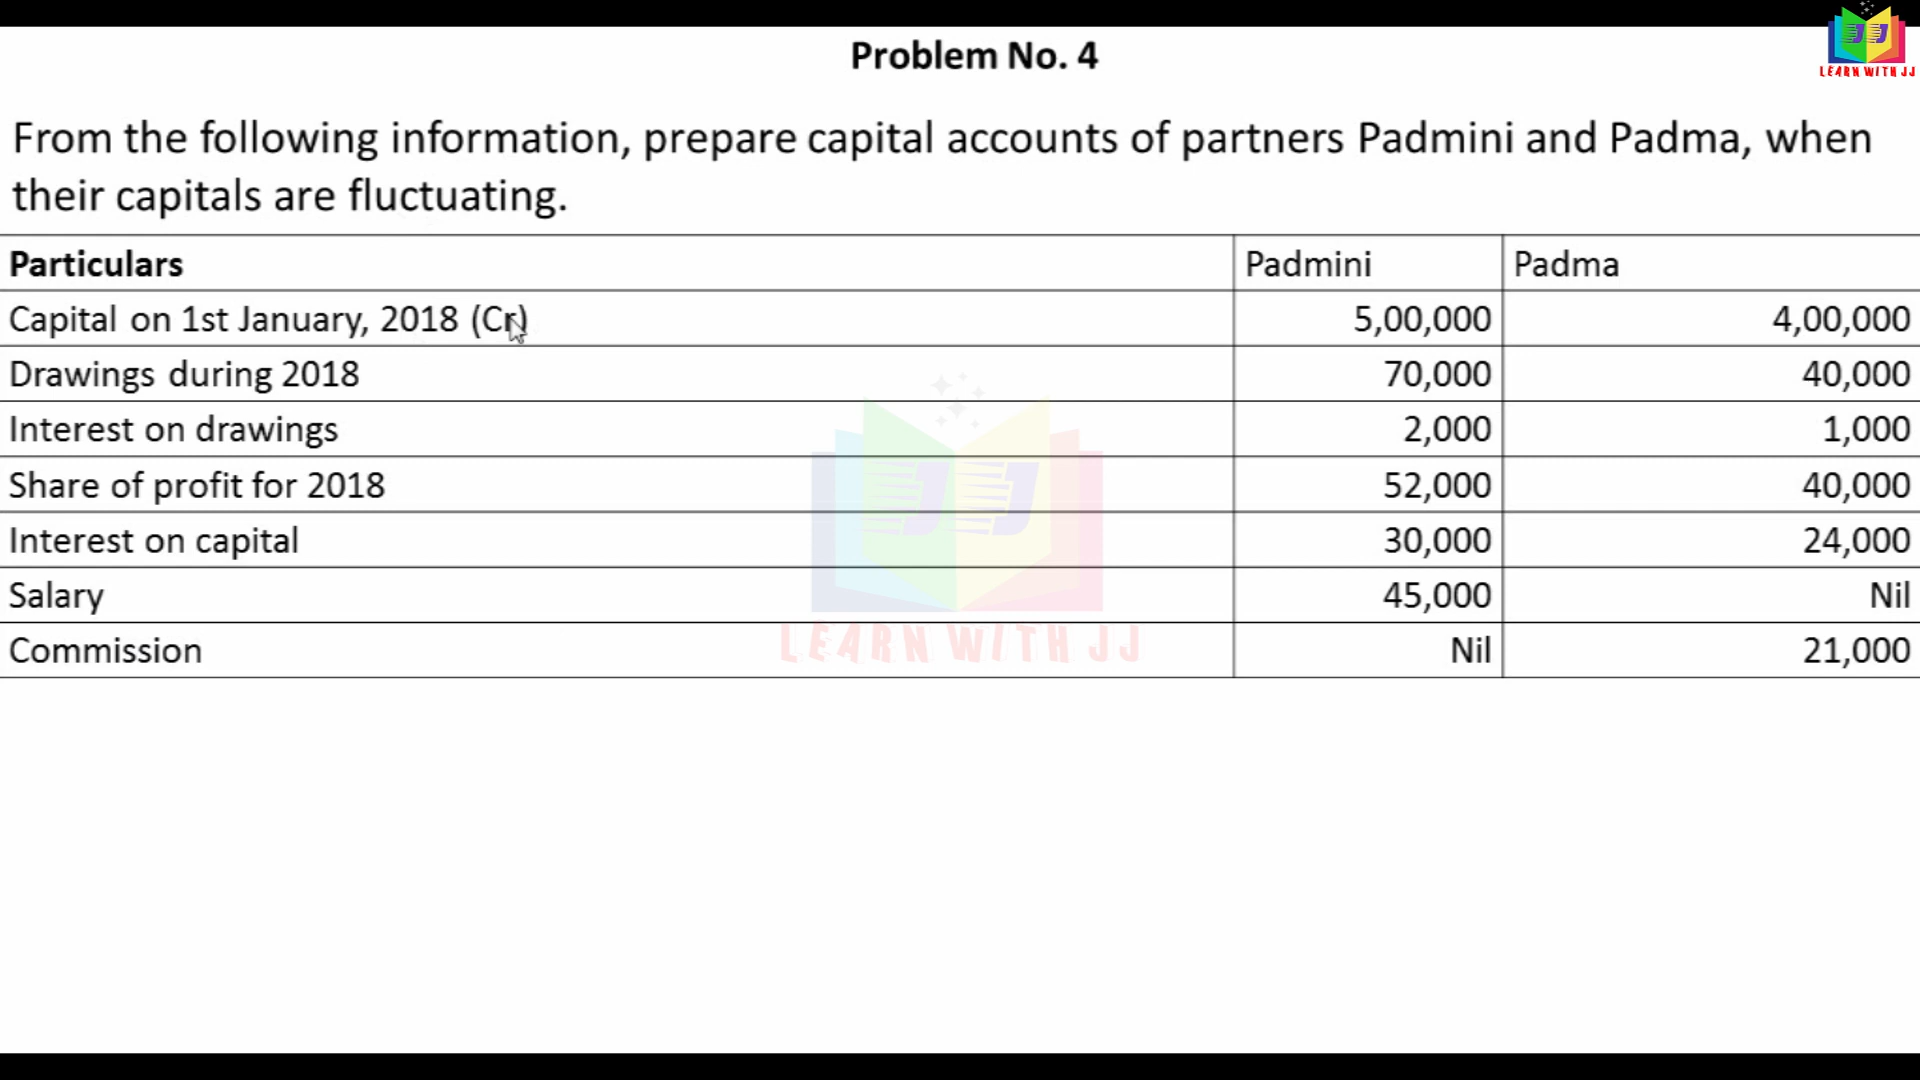 LEARN WITH JJ
Problem No. 4
From the following information, prepare capital accounts of partners Padmini and Padma, when
their capitals are fluctuating.
Particulars Padmini Padma
Capital on 1st January, 2018 (Cr) 5,00,000 4,00,000
Drawings during 2018 70,000 40,000
Interest on drawings 2,000 1,000
Share of profit for 2018 52,000 40,000
Interest on capital 30,000 24,000
Salary 45,000 Nil
Commission Nil 21,000
JJ
LEARN WITH JJ